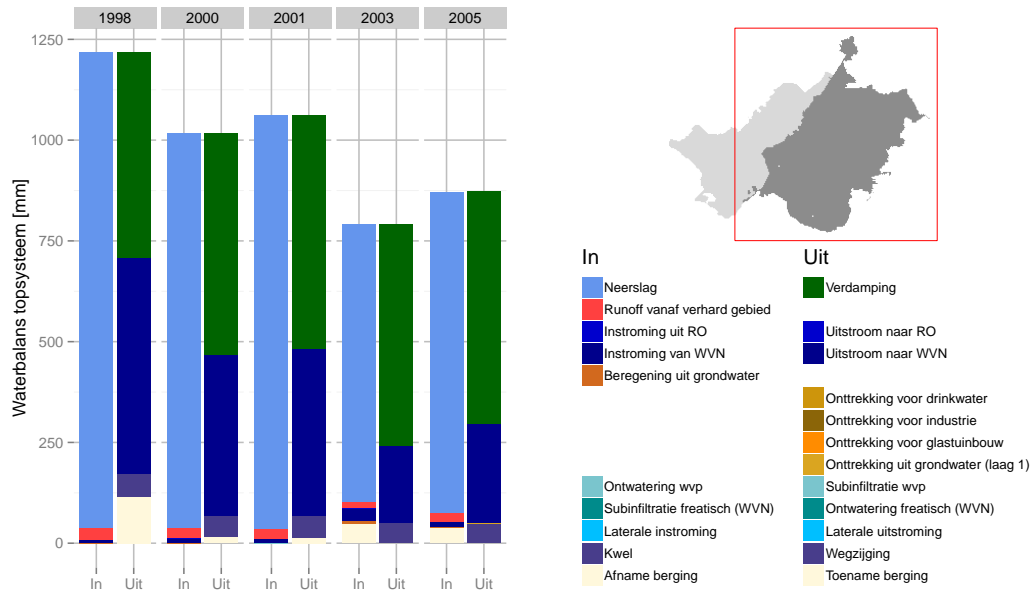 1998 2000 2001 2003 2005
Waterbalans topsysteem [mm]
1250
1000
750
500
250
0
In Uit In Uit In Uit In Uit In Uit
In Uit
Neerslag Verdamping
Runoff vanaf verhard gebied
Instroming uit RO Uitstroom naar RO
Instroming van WVN Uitstroom naar WVN
Beregening uit grondwater
Onttrekking voor drinkwater
Onttrekking voor industrie
Onttrekking voor glastuinbouw
Onttrekking uit grondwater (laag 1)
Ontwatering wvp Subinfiltratie wvp
Subinfiltratie freatisch (WVN) Ontwatering freatisch (WVN)
Laterale instroming Laterale uitstroming
Kwel Wegzijging
Afname berging Toename berging